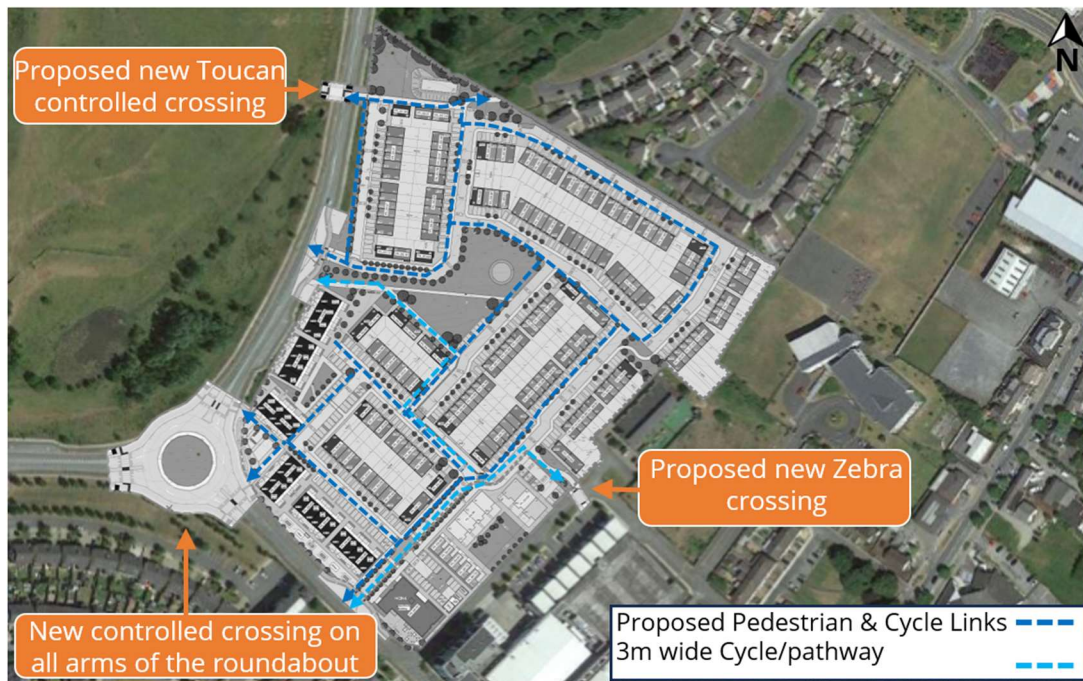 Proposed new Toucan
controlled crossing
N
Proposed new Zebra
crossing
New controlled crossing on
all arms of the roundabout
Proposed Pedestrian & Cycle Links
3m wide Cycle/pathway